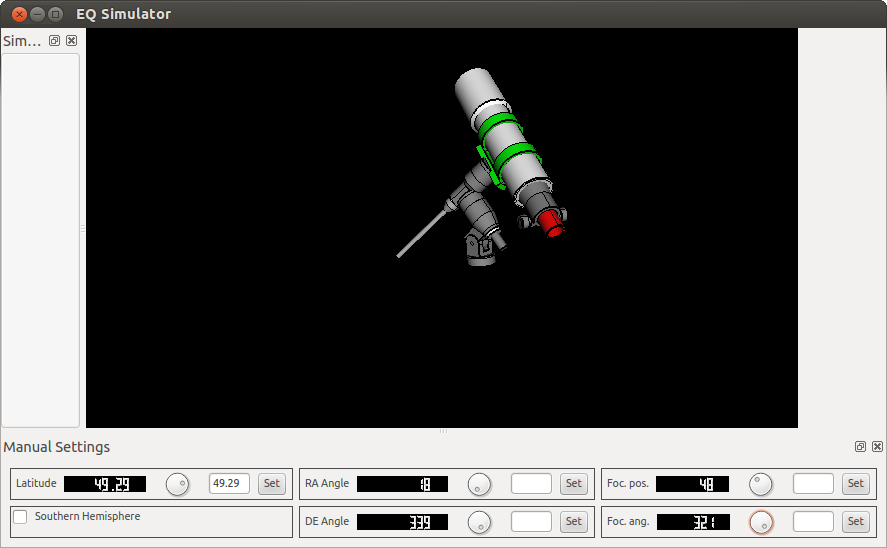 EQ Simulator
Sim...
Manual Settings
Latitude 49.29 49.29 Set
RA Angle 18 Set
Foc. pos. 48 Set
Southern Hemisphere
DE Angle 339 Set
Foc. ang. 321 Set